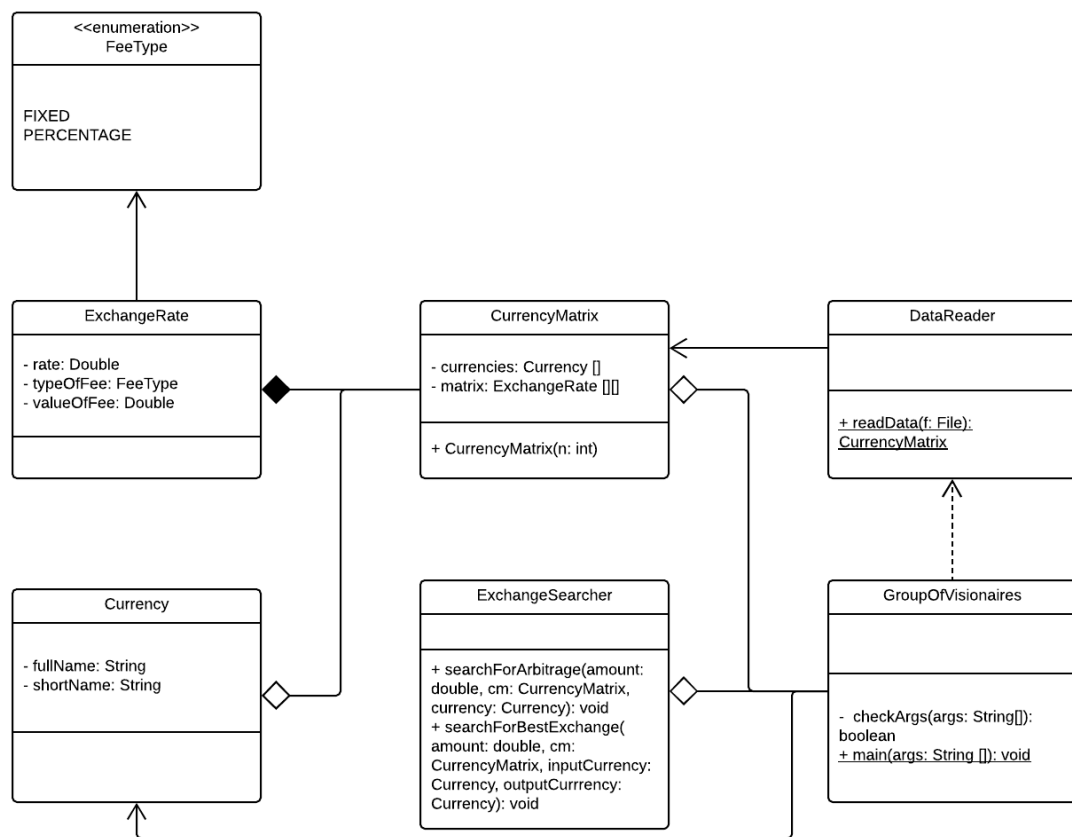 <<enumeration>>
FeeType
FIXED
PERCENTAGE
ExchangeRate
- rate: Double
- typeOfFee: FeeType
- valueOfFee: Double
CurrencyMatrix
- currencies: Currency []
- matrix: ExchangeRate [][]
+ CurrencyMatrix(n: int)
DataReader
+ readData(f: File):
CurrencyMatrix
Currency
- fullName: String
- shortName: String
ExchangeSearcher
+ searchForArbitrage(amount:
double, cm: CurrencyMatrix,
currency: Currency): void
+ searchForBestExchange(
amount: double, cm:
CurrencyMatrix, inputCurrency:
Currency, outputCurrrency:
Currency): void
GroupOfVisionaires
- checkArgs(args: String[]):
boolean
+ main(args: String []): void